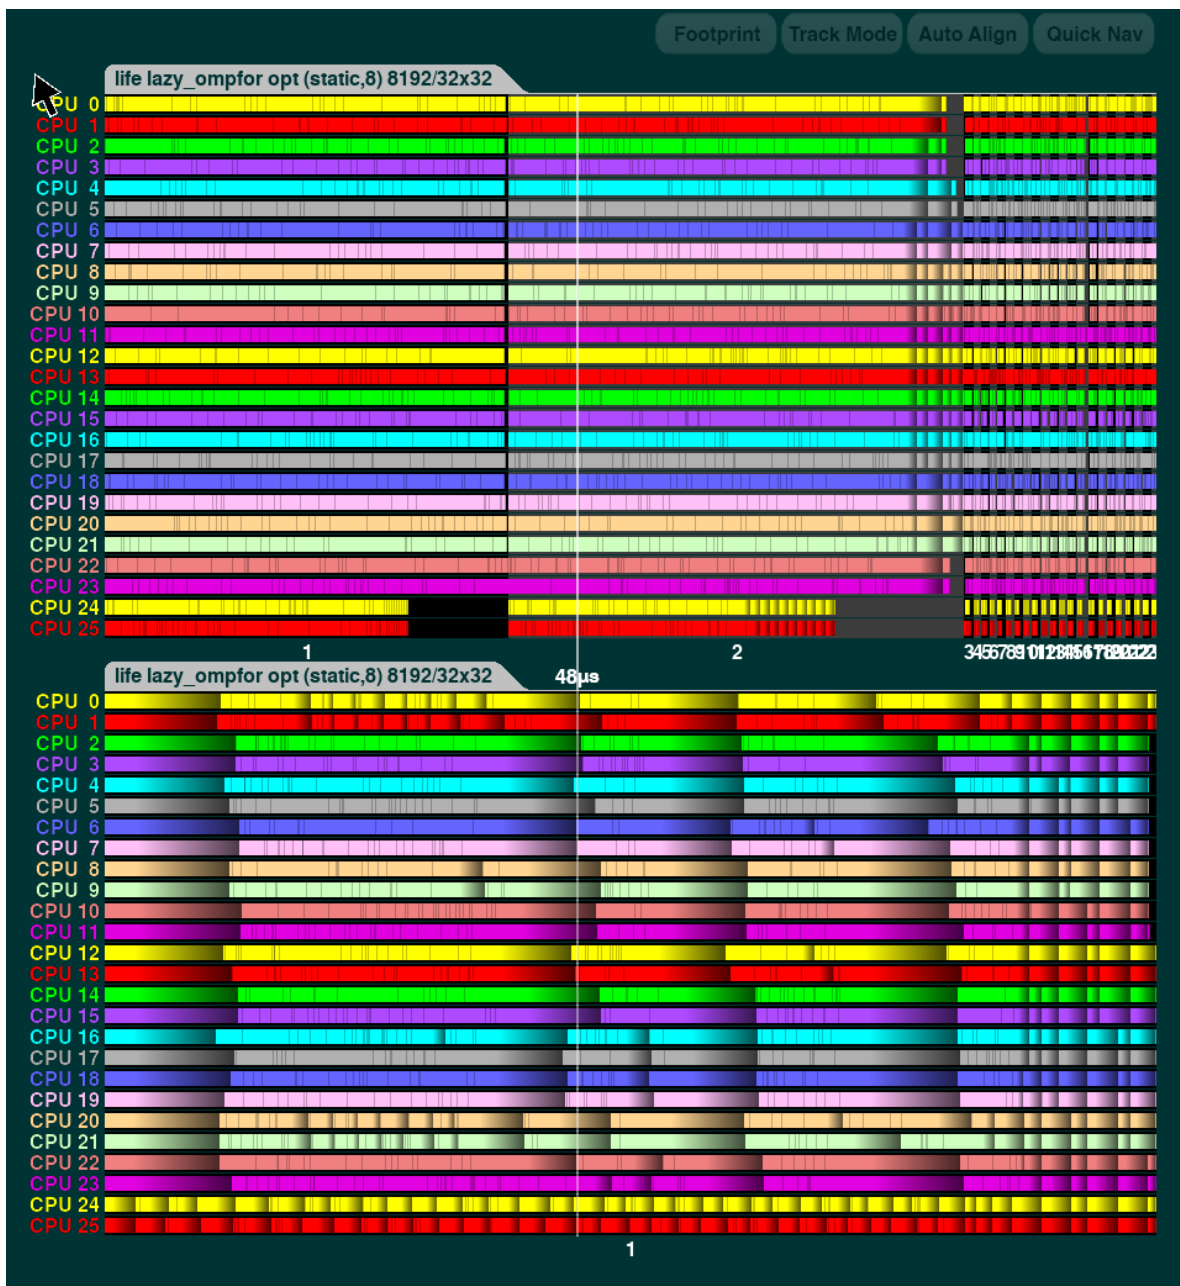 Footprint Track Mode Auto Align Quick Nav
life lazy_ompfor opt (static,8) 8192/32x32
CPU 0
CPU 1
CPU 2
CPU 3
CPU 4
CPU 5
CPU 6
CPU 7
CPU 8
CPU 9
CPU 10
CPU 11
CPU 12
CPU 13
CPU 14
CPU 15
CPU 16
CPU 17
CPU 18
CPU 19
CPU 20
CPU 21
CPU 22
CPU 23
CPU 24
CPU 25
1 2
life lazy_ompfor opt (static,8) 8192/32x32 48µs
CPU 0
CPU 1
CPU 2
CPU 3
CPU 4
CPU 5
CPU 6
CPU 7
CPU 8
CPU 9
CPU 10
CPU 11
CPU 12
CPU 13
CPU 14
CPU 15
CPU 16
CPU 17
CPU 18
CPU 19
CPU 20
CPU 21
CPU 22
CPU 23
CPU 24
CPU 25
1